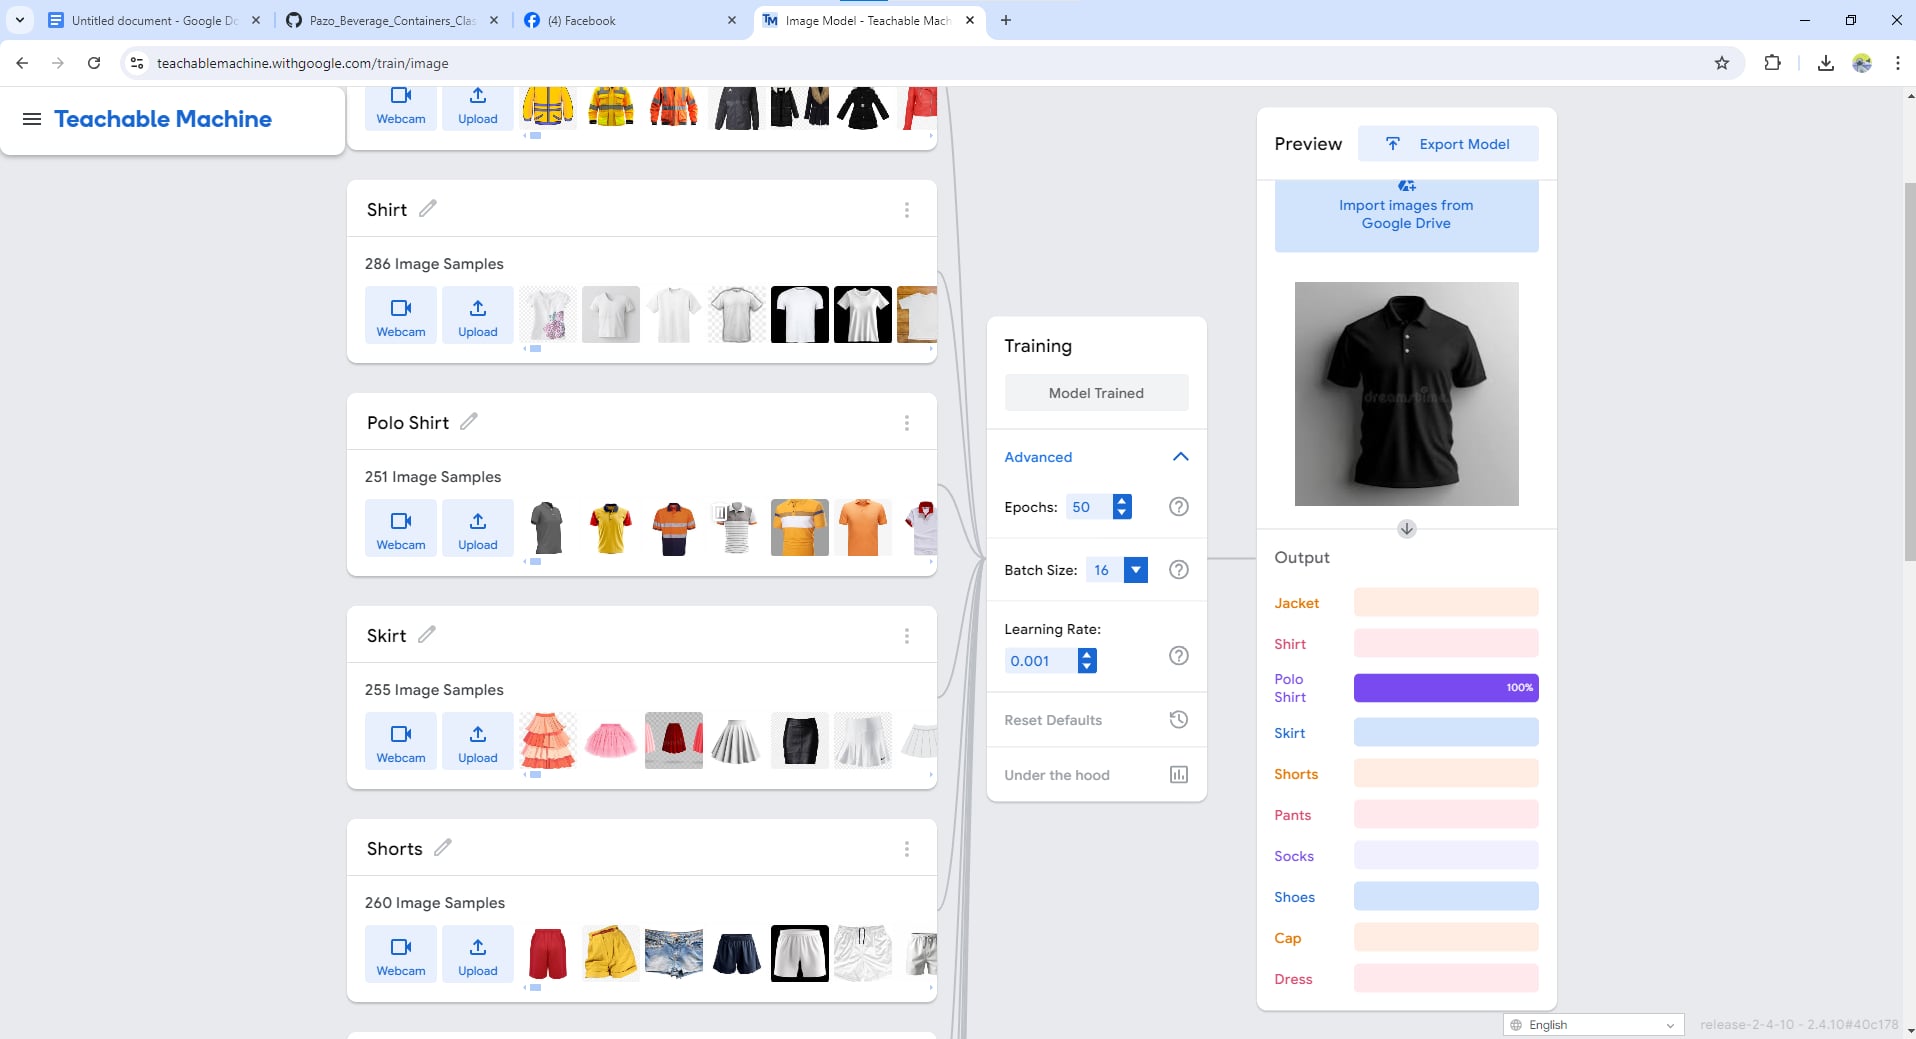 Untitled document - Google Do
Pazo_Beverage_Containers_Clas
(4) Facebook
Image Model - Teachable Mach
teachablemachine.withgoogle.com/train/image
Teachable Machine
Webcam
Upload
Shirt
286 Image Samples
Webcam
Upload
Polo Shirt
251 Image Samples
Webcam
Upload
Skirt
255 Image Samples
Webcam
Upload
Shorts
260 Image Samples
Webcam
Upload
Training
Model Trained
Advanced
Epochs: 50
Batch Size: 16
Learning Rate:
0.001
Reset Defaults
Under the hood
Preview
Export Model
Import images from
Google Drive
dreamstime
Output
Jacket
Shirt
Polo
Shirt
100%
Skirt
Shorts
Pants
Socks
Shoes
Cap
Dress
English
release-2-4-10 - 2.4.10#40c178